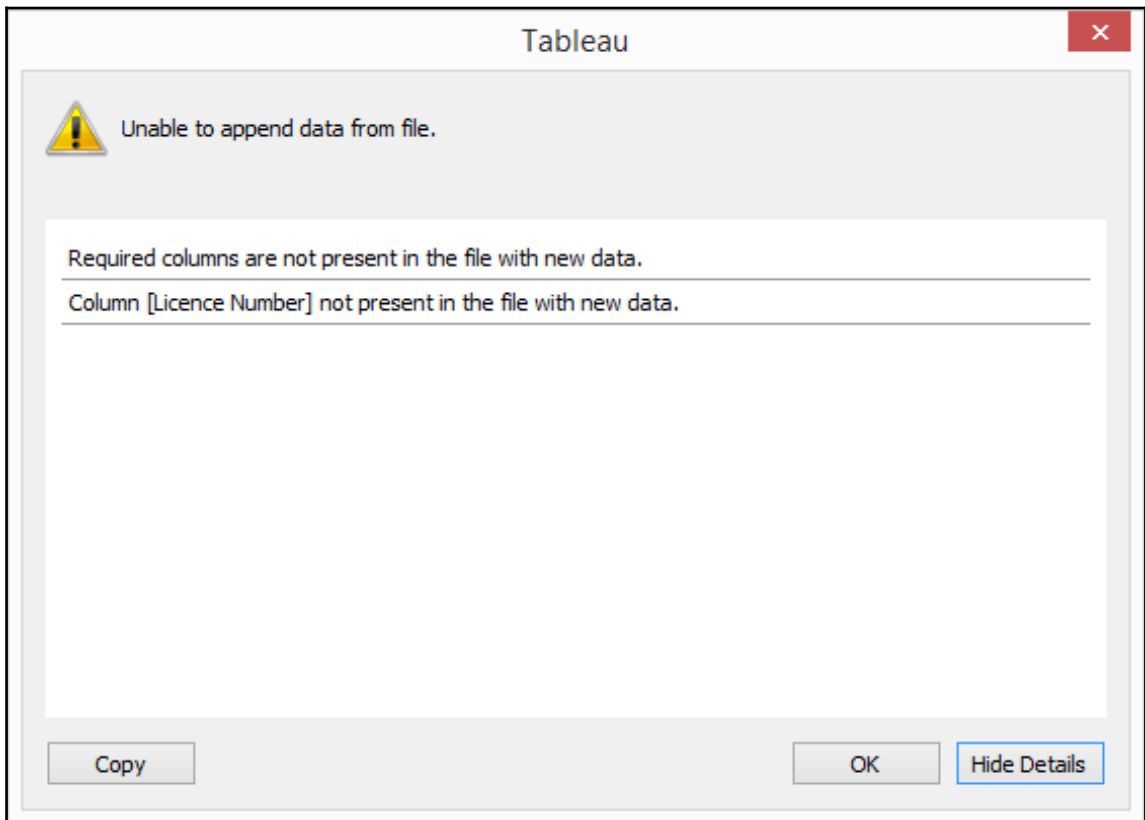 Tableau
Unable to append data from file.
Required columns are not present in the file with new data.
Column [Licence Number] not present in the file with new data.
Copy
OK
Hide Details